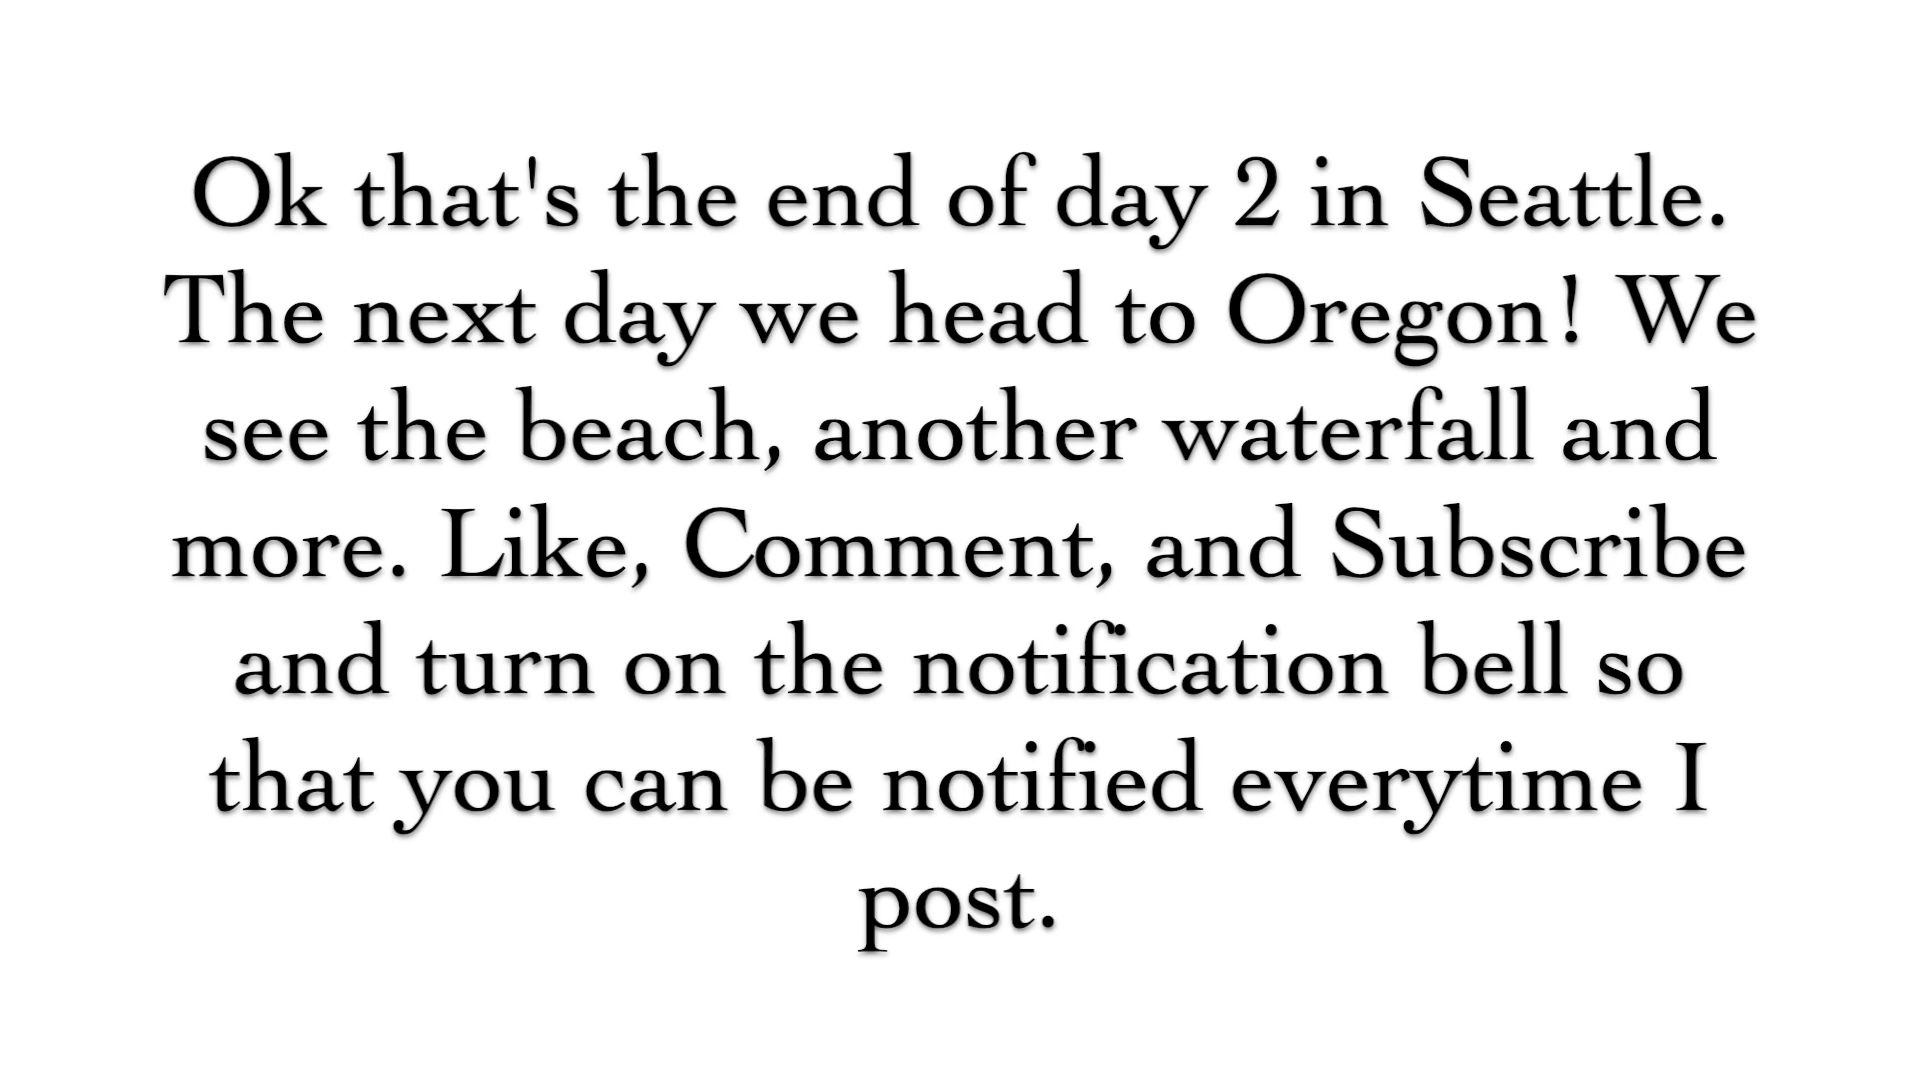 Ok that's the end of day 2 in Seattle.
The next day we head to Oregon! We
see the beach, another waterfall and
more. Like, Comment, and Subscribe
and turn on the notification bell so
that you can be notified everytime I
post.